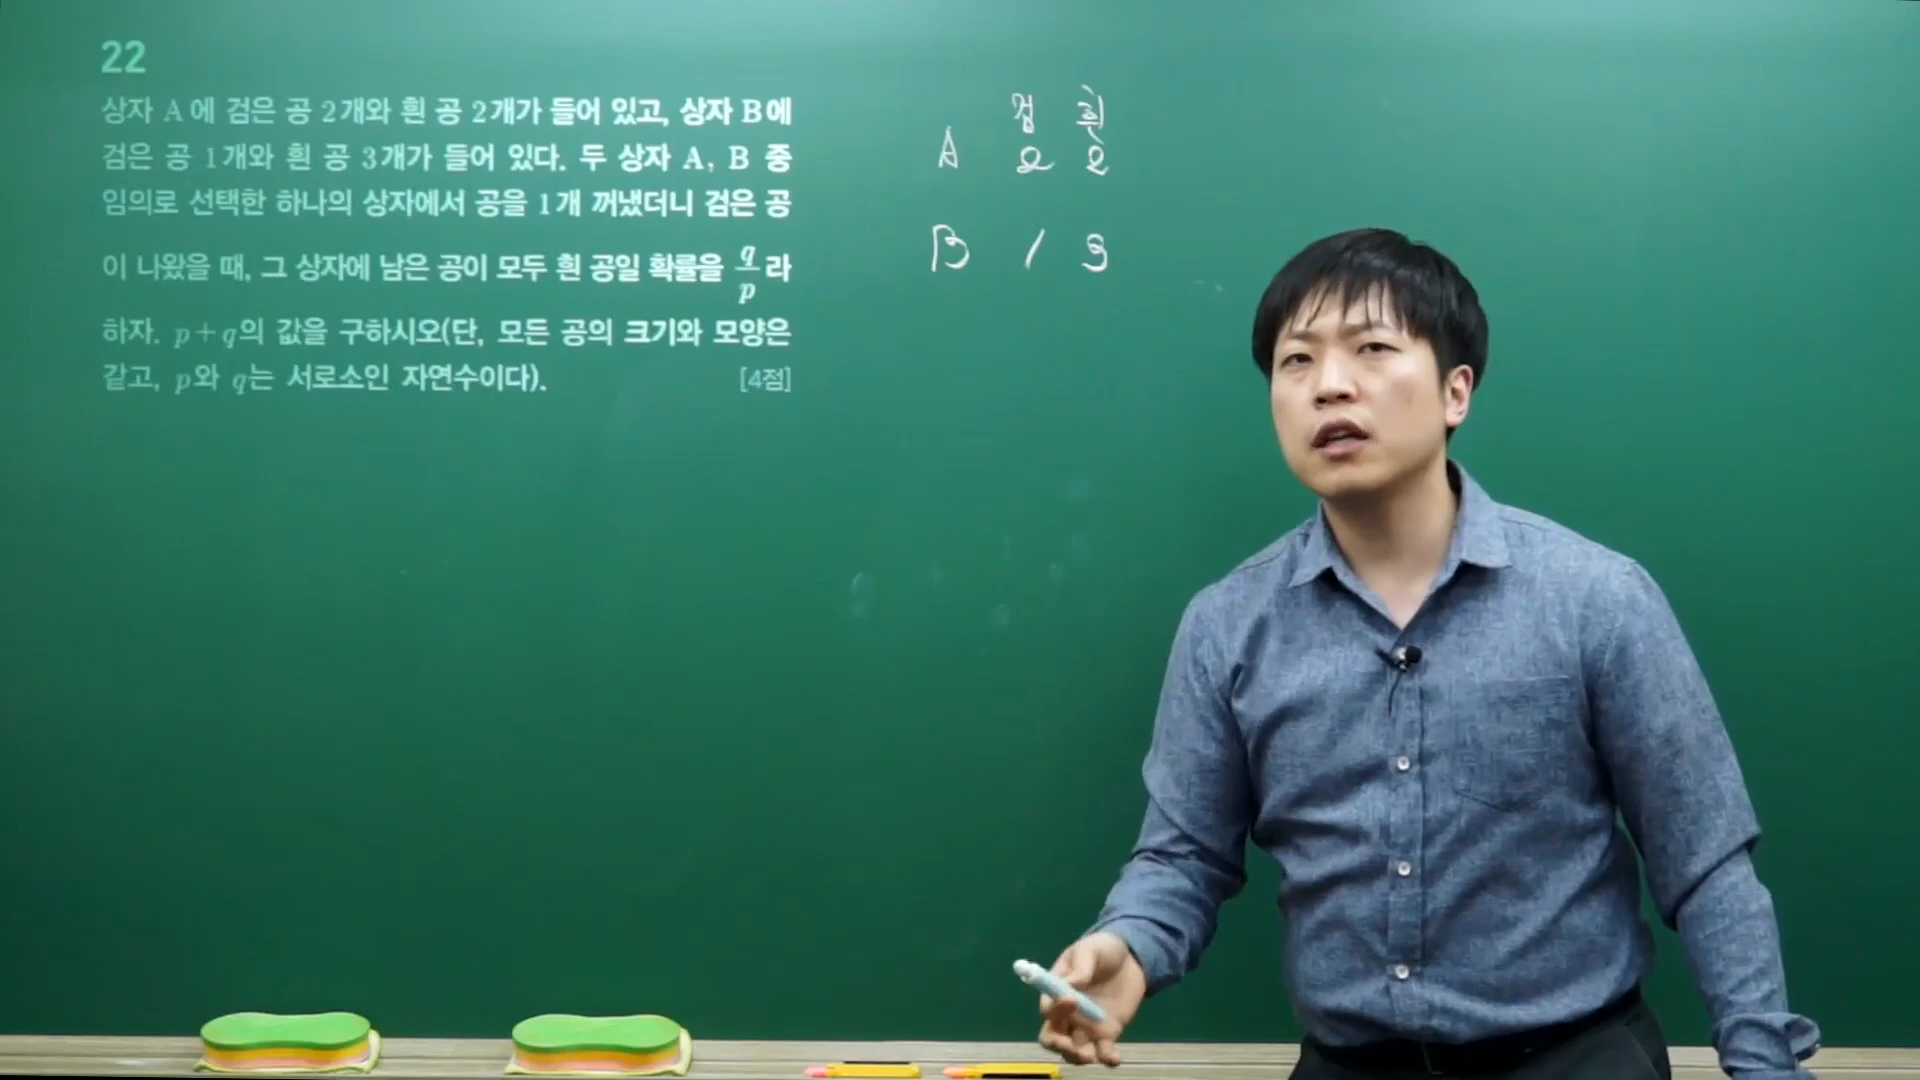 22
상자 A에 검은 공 2개와 흰 공 2개가 들어 있고, 상자 B에
검은 공 1개와 흰 공 3개가 들어 있다. 두 상자 A, B 중
임의로 선택한 하나의 상자에서 공을 1개 꺼냈더니 검은 공
이 나왔을 때, 그 상자에 남은 공이 모두 흰 공일 확률을 q/p라
하자. p+q의 값을 구하시오(단, 모든 공의 크기와 모양은
같고, p와 q는 서로소인 자연수이다). [4점]
검 흰
A 2 2
B 1 3